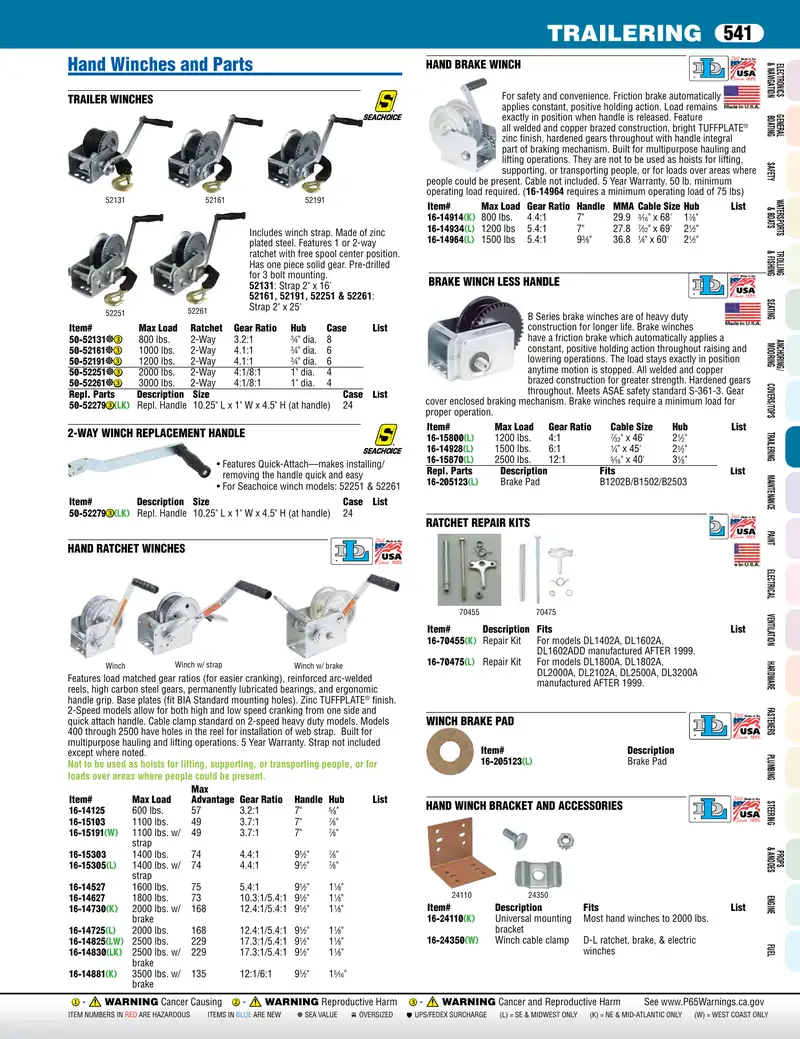 TRAILERING 541
Hand Winches and Parts
TRAILER WINCHES
SEACHOICE
52131
52161
52191
52251
52261
Includes winch strap. Made of zinc
plated steel. Features 1 or 2-way
ratchet with free spool center position.
Has one piece solid gear. Pre-drilled
for 3 bolt mounting.
52131: Strap 2" x 16'
52161, 52191, 52251 & 52261:
Strap 2" x 25'
Item# Max Load Ratchet Gear Ratio Hub Case List
50-52131 3 800 lbs. 2-Way 3.2:1 3/4" dia. 8
50-52161 3 1000 lbs. 2-Way 4.1:1 3/4" dia. 6
50-52191 3 1200 lbs. 2-Way 4.1:1 3/4" dia. 6
50-52251 3 2000 lbs. 2-Way 4:1/8:1 1" dia. 4
50-52261 3 3000 lbs. 2-Way 4:1/8:1 1" dia. 4
Repl. Parts Description Size Case List
50-52279 3 (LK) Repl. Handle 10.25" L x 1" W x 4.5" H (at handle) 24
2-WAY WINCH REPLACEMENT HANDLE
SEACHOICE
• Features Quick-Attach—makes installing/
removing the handle quick and easy
• For Seachoice winch models: 52251 & 52261
Item# Description Size Case List
50-52279 3 (LK) Repl. Handle 10.25" L x 1" W x 4.5" H (at handle) 24
HAND RATCHET WINCHES
Winch
Winch w/ strap
Winch w/ brake
Features load matched gear ratios (for easier cranking), reinforced arc-welded
reels, high carbon steel gears, permanently lubricated bearings, and ergonomic
handle grip. Base plates (fit BIA Standard mounting holes). Zinc TUFFPLATE® finish.
2-Speed models allow for both high and low speed cranking from one side and
quick attach handle. Cable clamp standard on 2-speed heavy duty models. Models
400 through 2500 have holes in the reel for installation of web strap. Built for
multipurpose hauling and lifting operations. 5 Year Warranty. Strap not included
except where noted.
Not to be used as hoists for lifting, supporting, or transporting people, or for
loads over areas where people could be present.
Max
Item# Max Load Advantage Gear Ratio Handle Hub List
16-14125 600 lbs. 57 3.2:1 7" 5/8"
16-15103 1100 lbs. 49 3.7:1 7" 7/8"
16-15191(W) 1100 lbs. w/ 49 3.7:1 7" 7/8"
strap
16-15303 1400 lbs. 74 4.4:1 9½" 7/8"
16-15305(L) 1400 lbs. w/ 74 4.4:1 9½" 7/8"
strap
16-14527 1600 lbs. 75 5.4:1 9½" 1⅛"
16-14627 1800 lbs. 73 10.3:1/5.4:1 9½" 1⅛"
16-14730(K) 2000 lbs. w/ 168 12.4:1/5.4:1 9½" 1⅛"
brake
16-14725(L) 2000 lbs. 168 12.4:1/5.4:1 9½" 1⅛"
16-14825(LW) 2500 lbs. 229 17.3:1/5.4:1 9½" 1⅛"
16-14830(LK) 2500 lbs. w/ 229 17.3:1/5.4:1 9½" 1⅛"
brake
16-14881(K) 3500 lbs. w/ 135 12:1/6:1 9½" 1 5/16"
brake
HAND BRAKE WINCH
Made in U.S.A.
For safety and convenience. Friction brake automatically
applies constant, positive holding action. Load remains
exactly in position when handle is released. Feature
all welded and copper brazed construction, bright TUFFPLATE®
zinc finish, hardened gears throughout with handle integral
part of braking mechanism. Built for multipurpose hauling and
lifting operations. They are not to be used as hoists for lifting,
supporting, or transporting people, or for loads over areas where
people could be present. Cable not included. 5 Year Warranty. 50 lb. minimum
operating load required. (16-14964 requires a minimum operating load of 75 lbs)
Item# Max Load Gear Ratio Handle MMA Cable Size Hub List
16-14914(K) 800 lbs. 4.4:1 7" 29.9 3/16" x 68' 1⅞"
16-14934(L) 1200 lbs 5.4:1 7" 27.8 7/32" x 69' 2½"
16-14964(L) 1500 lbs 5.4:1 9⅝" 36.8 ¼" x 60' 2½"
BRAKE WINCH LESS HANDLE
Made in U.S.A.
B Series brake winches are of heavy duty
construction for longer life. Brake winches
have a friction brake which automatically applies a
constant, positive holding action throughout raising and
lowering operations. The load stays exactly in position
anytime motion is stopped. All welded and copper
brazed construction for greater strength. Hardened gears
throughout. Meets ASAE safety standard S-361-3. Gear
cover enclosed braking mechanism. Brake winches require a minimum load for
proper operation.
Item# Max Load Gear Ratio Cable Size Hub List
16-15800(L) 1200 lbs. 4:1 7/32" x 46' 2½"
16-14928(L) 1500 lbs. 6:1 ¼" x 45' 2½"
16-15870(L) 2500 lbs. 12:1 5/16" x 40' 3⅛"
Repl. Parts Description Fits List
16-205123(L) Brake Pad B1202B/B1502/B2503
RATCHET REPAIR KITS
70455
70475
Item# Description Fits List
16-70455(K) Repair Kit For models DL1402A, DL1602A,
DL1602ADD manufactured AFTER 1999.
16-70475(L) Repair Kit For models DL1800A, DL1802A,
DL2000A, DL2102A, DL2500A, DL3200A
manufactured AFTER 1999.
WINCH BRAKE PAD
Item# Description
16-205123(L) Brake Pad
HAND WINCH BRACKET AND ACCESSORIES
24110
24350
Item# Description Fits List
16-24110(K) Universal mounting Most hand winches to 2000 lbs.
bracket
16-24350(W) Winch cable clamp D-L ratchet, brake, & electric
winches
ELECTRONICS
& NAVIGATION
GENERAL
BOATING
SAFETY
WATERSPORTS
& BOATS
TROLLING
& FISHING
SEATING
ANCHORING/
MOORING
COVERS/TOPS
TRAILERING
MAINTENANCE
PAINT
ELECTRICAL
VENTILATION
HARDWARE
FASTENERS
PLUMBING
STEERING
PROPS
& ANODES
ENGINE
FUEL
1 - WARNING Cancer Causing 2 - WARNING Reproductive Harm 3 - WARNING Cancer and Reproductive Harm See www.P65Warnings.ca.gov
ITEM NUMBERS IN RED ARE HAZARDOUS ITEMS IN BLUE ARE NEW SEA VALUE OVERSIZED UPS/FEDEX SURCHARGE (L) = SE & MIDWEST ONLY (K) = NE & MID-ATLANTIC ONLY (W) = WEST COAST ONLY